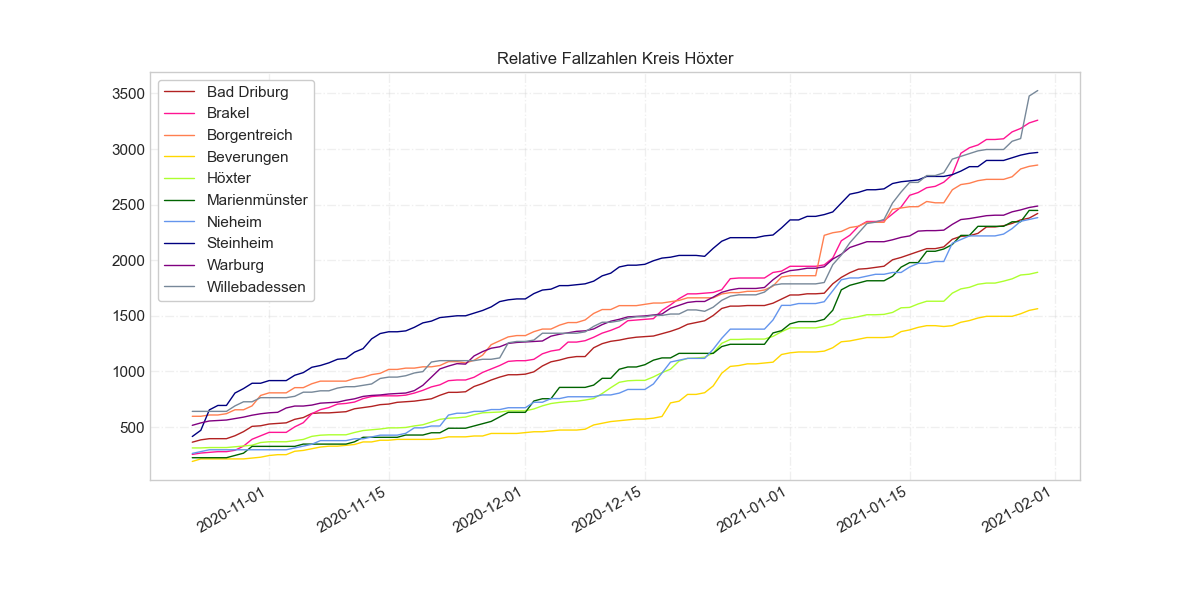 Relative Fallzahlen Kreis Höxter
3500
3000
2500
2000
1500
1000
500
Bad Driburg
Brakel
Borgentreich
Beverungen
Höxter
Marienmünster
Nieheim
Steinheim
Warburg
Willebadessen
2020-11-01
2020-11-15
2020-12-01
2020-12-15
2021-01-01
2021-01-15
2021-02-01